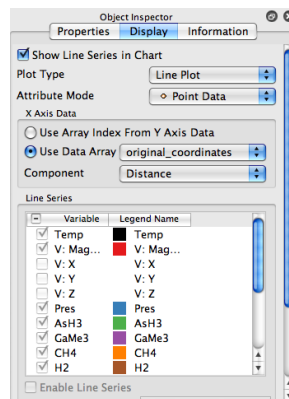 Object Inspector
Properties Display Information
Show Line Series in Chart
Plot Type Line Plot
Attribute Mode Point Data
X Axis Data
Use Array Index From Y Axis Data
Use Data Array original_coordinates
Component Distance
Line Series
Variable Legend Name
Temp Temp
V: Mag... V: Mag...
V: X V: X
V: Y V: Y
V: Z V: Z
Pres Pres
AsH3 AsH3
GaMe3 GaMe3
CH4 CH4
H2 H2
Enable Line Series